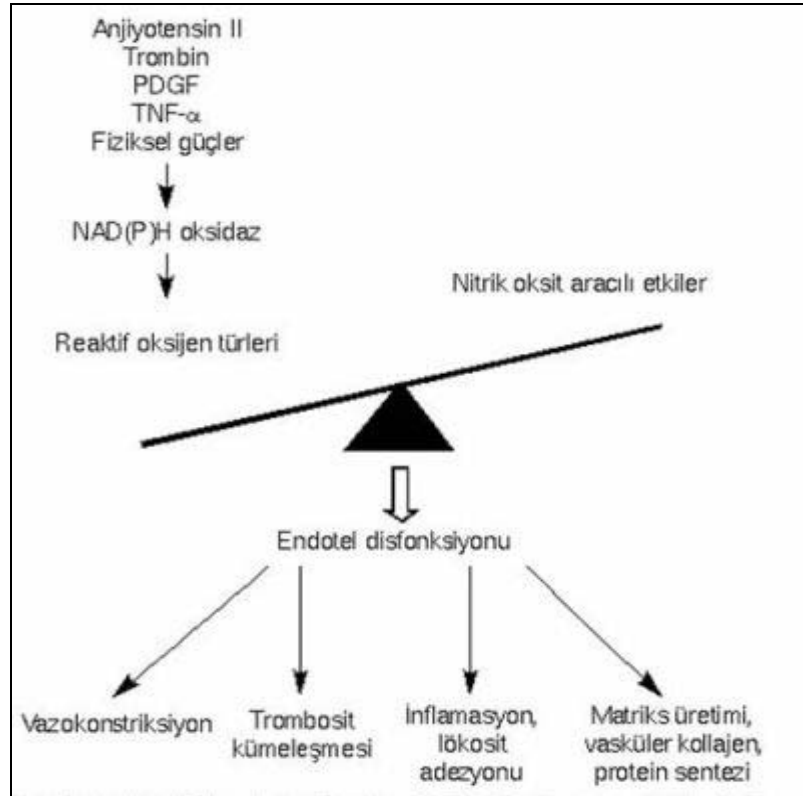 Anjiyotensin II
Trombin
PDGF
TNF-α
Fiziksel güçler
NAD(P)H oksidaz
Nitrik oksit aracılı etkiler
Reaktif oksijen türleri
Endotel disfonksiyonu
Vazokonstriksiyon
Trombosit
kümeleşmesi
İnflamasyon,
lökosit
adezyonu
Matriks üretimi,
vasküler kollajen,
protein sentezi